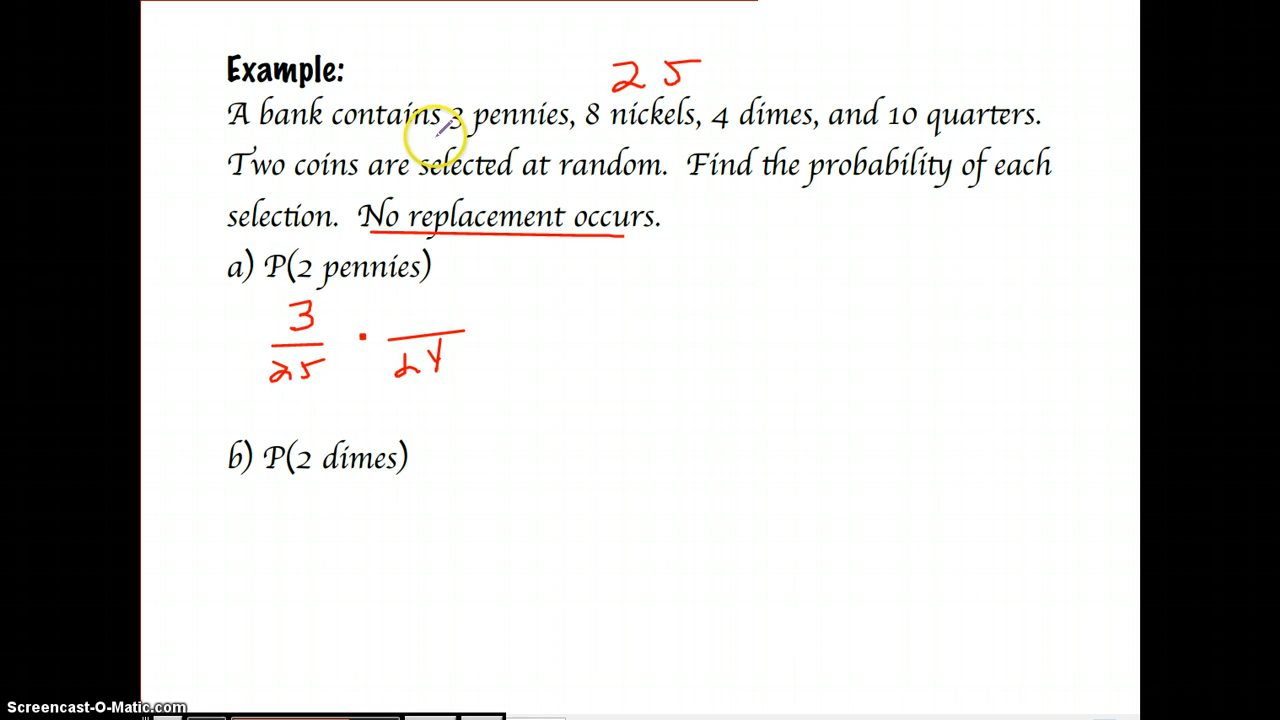 Example:
25
A bank contains 3 pennies, 8 nickels, 4 dimes, and 10 quarters.
Two coins are selected at random. Find the probability of each
selection. No replacement occurs.
a) P(2 pennies)
3
25 · 24
b) P(2 dimes)
Screencast-O-Matic.com